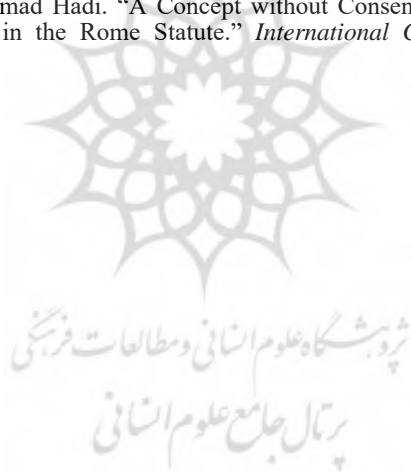 mad Hadi. “A Concept without Consen
in the Rome Statute.” International C
پژوهشگاه علوم انسانی و مطالعات فرهنگی
پرتال جامع علوم انسانی